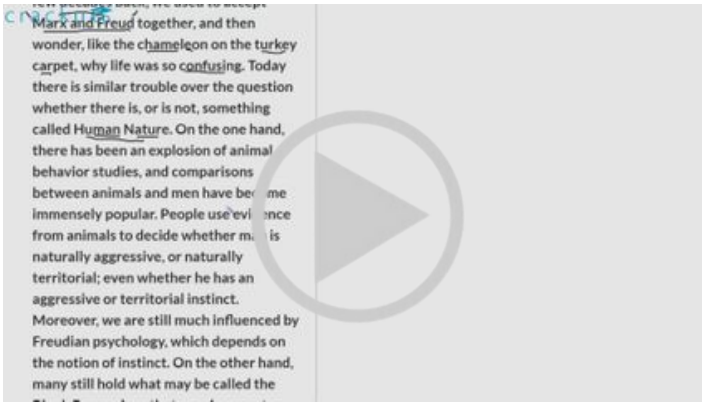 Marx and Freud together, and then
wonder, like the chameleon on the turkey
carpet, why life was so confusing. Today
there is similar trouble over the question
whether there is, or is not, something
called Human Nature. On the one hand,
there has been an explosion of animal
behavior studies, and comparisons
between animals and men have become
immensely popular. People use evidence
from animals to decide whether man is
naturally aggressive, or naturally
territorial; even whether he has an
aggressive or territorial instinct.
Moreover, we are still much influenced by
Freudian psychology, which depends on
the notion of instinct. On the other hand,
many still hold what may be called the